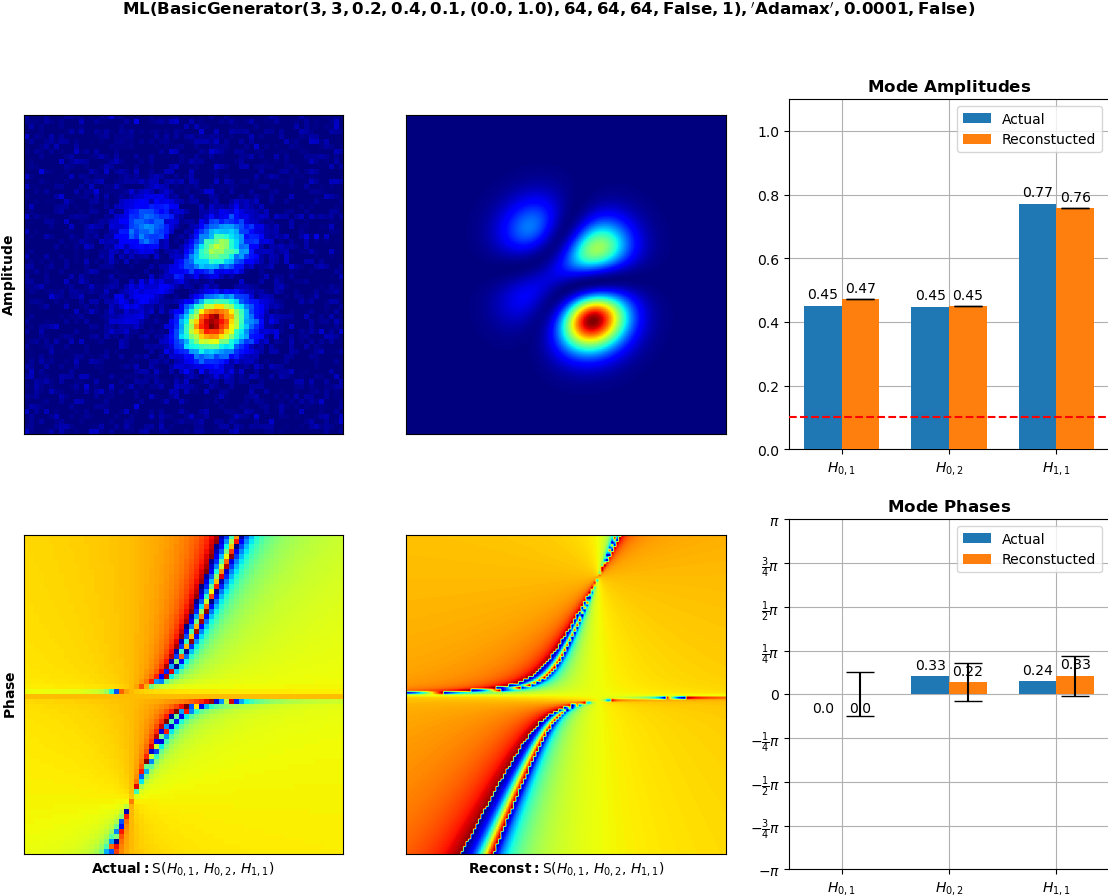 ML(BasicGenerator(3, 3, 0.2, 0.4, 0.1, (0.0, 1.0), 64, 64, 64, False, 1), 'Adamax', 0.0001, False)
Amplitude
Mode Amplitudes
Actual
Reconstucted
1.0
0.8
0.6
0.4
0.2
0.0
0.45
0.47
0.45
0.45
0.77
0.76
H0,1
H0,2
H1,1
Phase
Actual: S(H0,1, H0,2, H1,1)
Reconst: S(H0,1, H0,2, H1,1)
Mode Phases
Actual
Reconstucted
π
3/4π
1/2π
1/4π
0
−1/4π
−1/2π
−3/4π
−π
0.0
0.0
0.33
0.22
0.24
0.33
H0,1
H0,2
H1,1